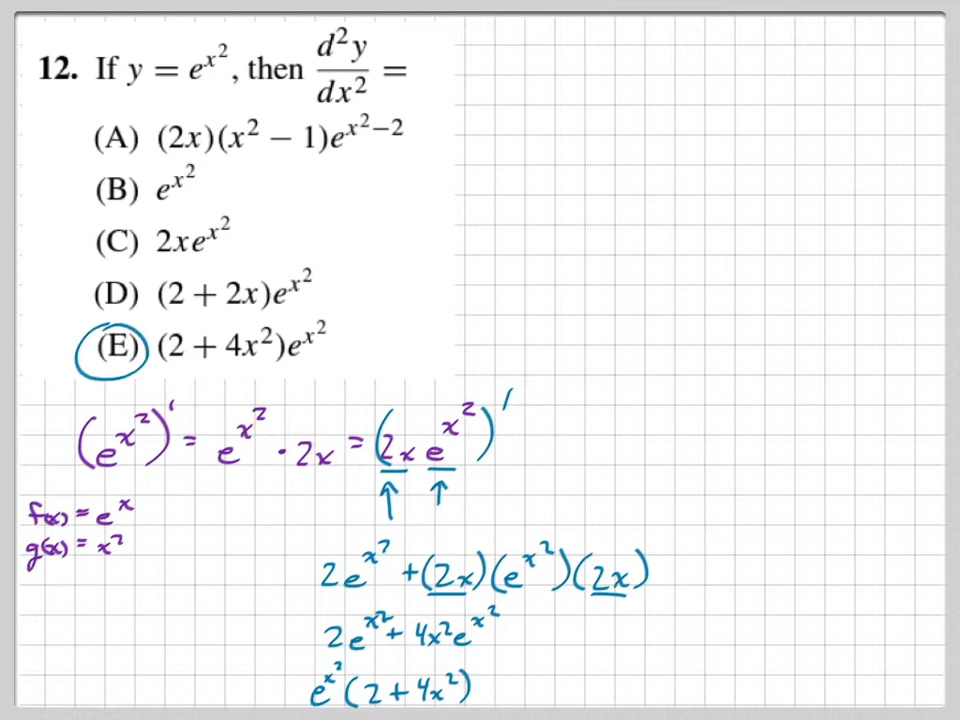 12. If y = e^{x^2}, then \frac{d^2y}{dx^2} =
(A) (2x)(x^2 − 1)e^{x^2−2}
(B) e^{x^2}
(C) 2xe^{x^2}
(D) (2 + 2x)e^{x^2}
(E) (2 + 4x^2)e^{x^2}
(e^{x^2})' = e^{x^2} · 2x = (2x e^{x^2})'
f(x) = e^x
g(x) = x^2
2e^{x^2} + (2x)(e^{x^2})(2x)
2e^{x^2} + 4x^2e^{x^2}
e^{x^2}(2 + 4x^2)